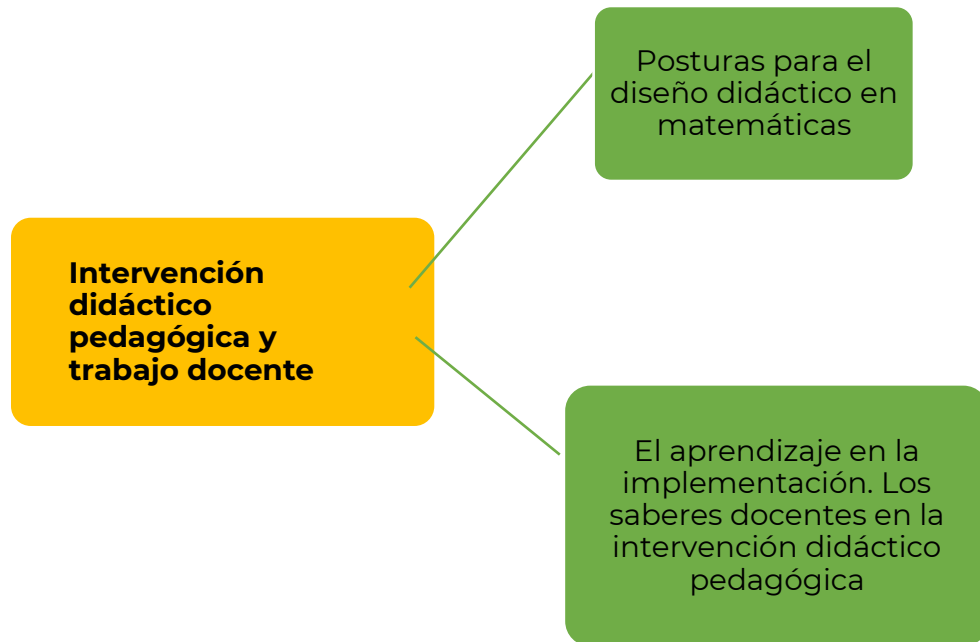 Posturas para el
diseño didáctico en
matemáticas
Intervención
didáctico
pedagógica y
trabajo docente
El aprendizaje en la
implementación. Los
saberes docentes en la
intervención didáctico
pedagógica